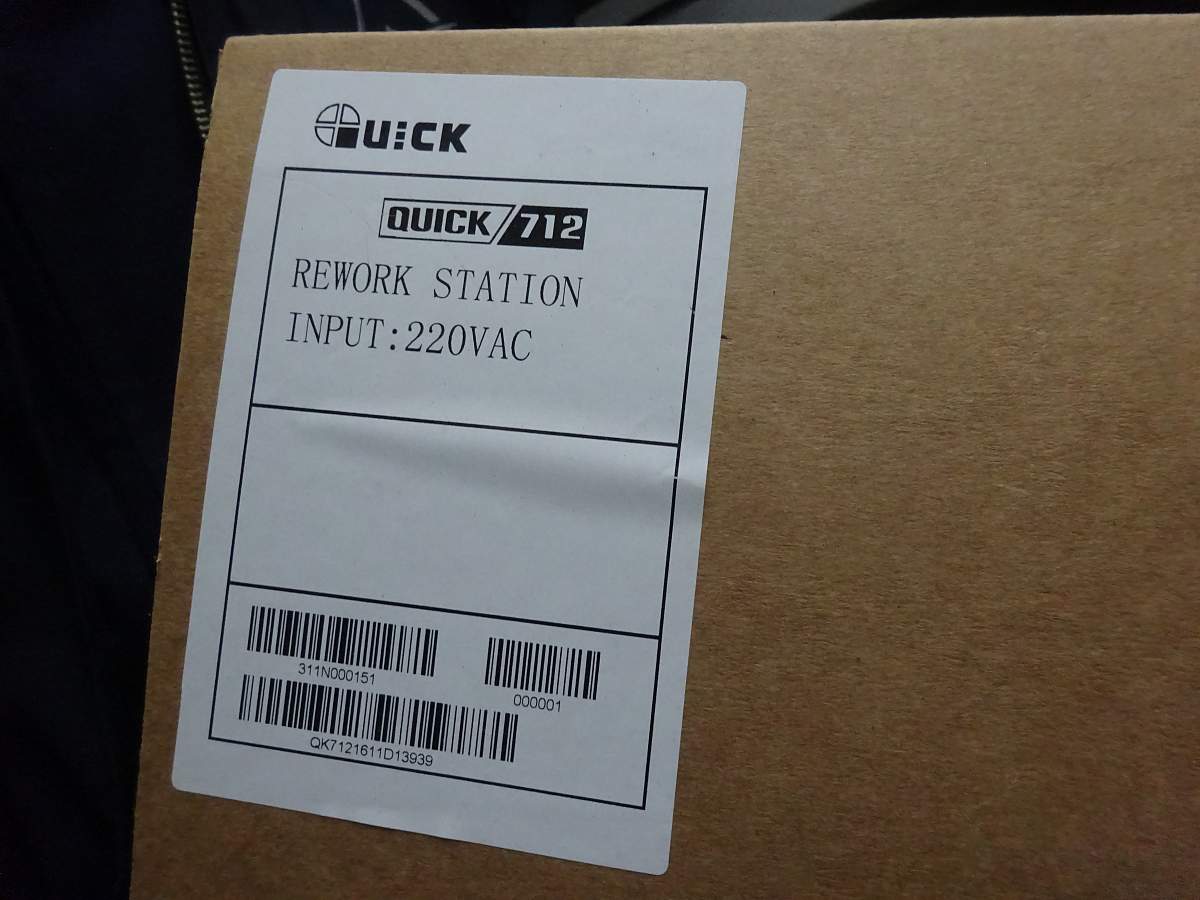 QUICK
QUICK/712
REWORK STATION
INPUT:220VAC
311N000151
000001
QK7121611D13939